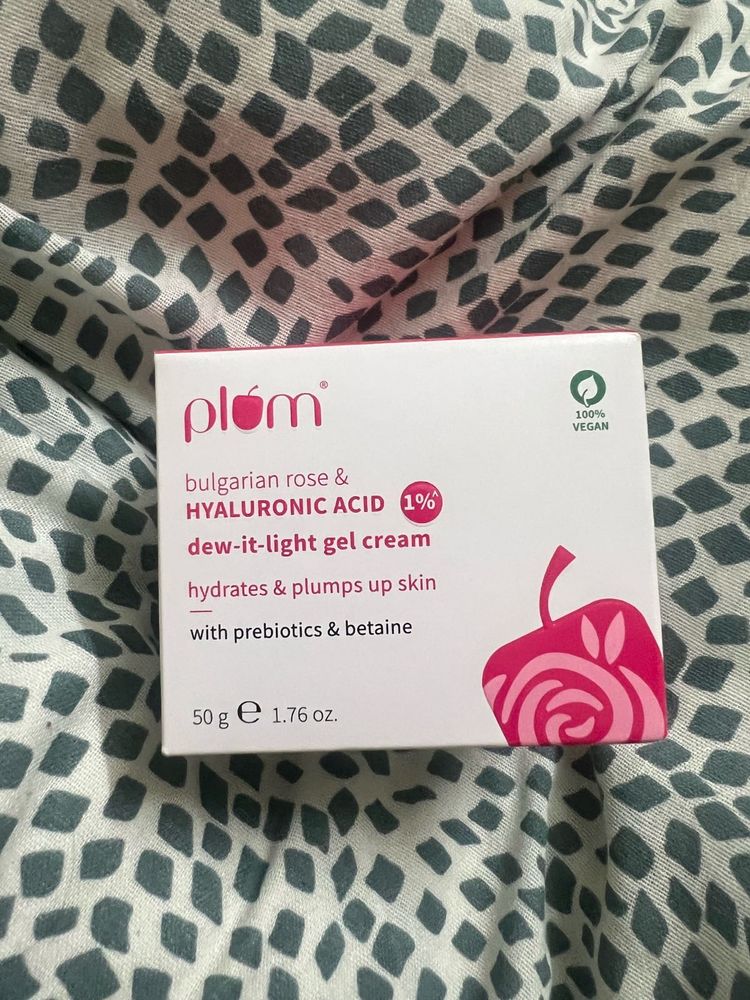 plum®
100%
VEGAN
bulgarian rose &
HYALURONIC ACID 1%^
dew-it-light gel cream
hydrates & plumps up skin
with prebiotics & betaine
50 g e 1.76 oz.